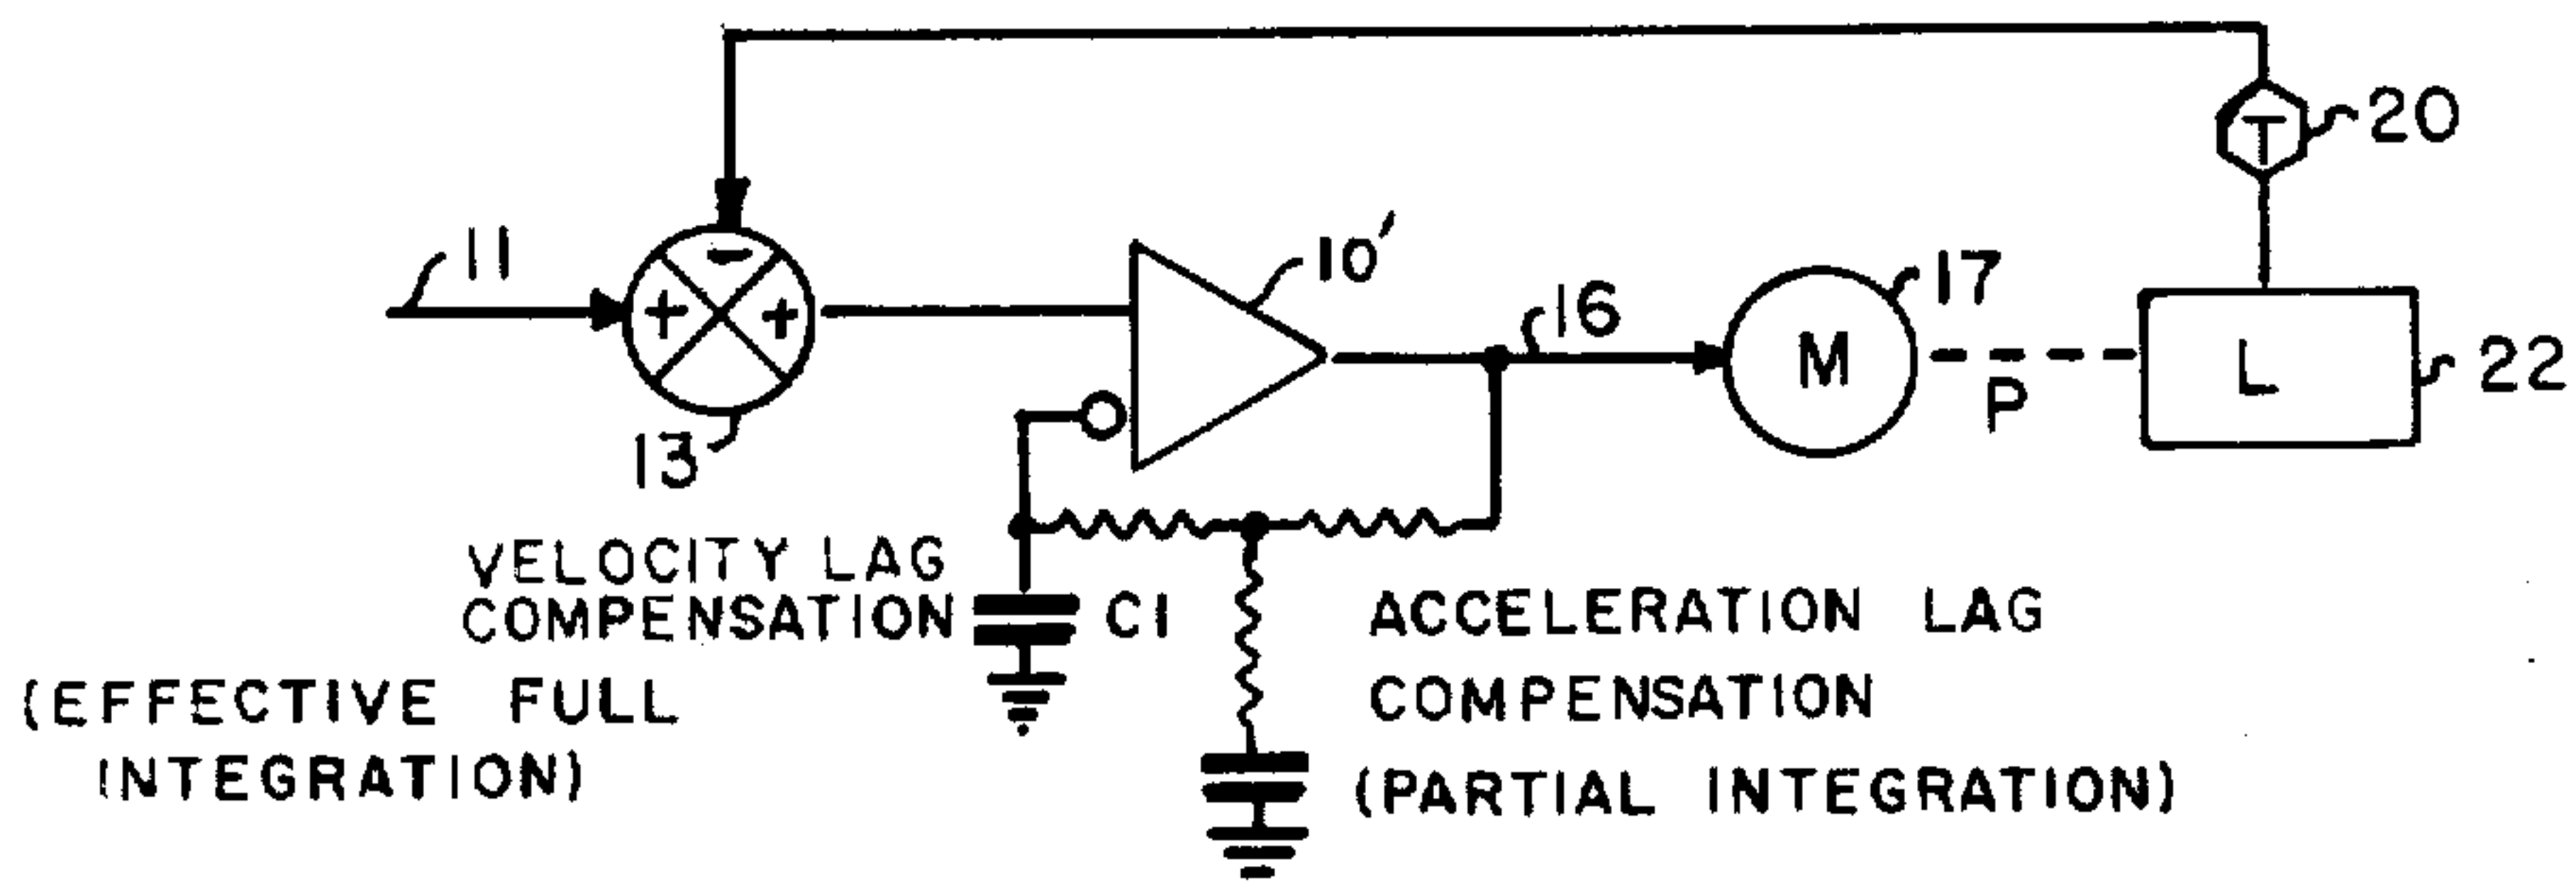 T 20
11
−
+ +
13
10'
16
M 17
P
L 22
VELOCITY LAG
COMPENSATION
C1
(EFFECTIVE FULL
INTEGRATION)
ACCELERATION LAG
COMPENSATION
(PARTIAL INTEGRATION)